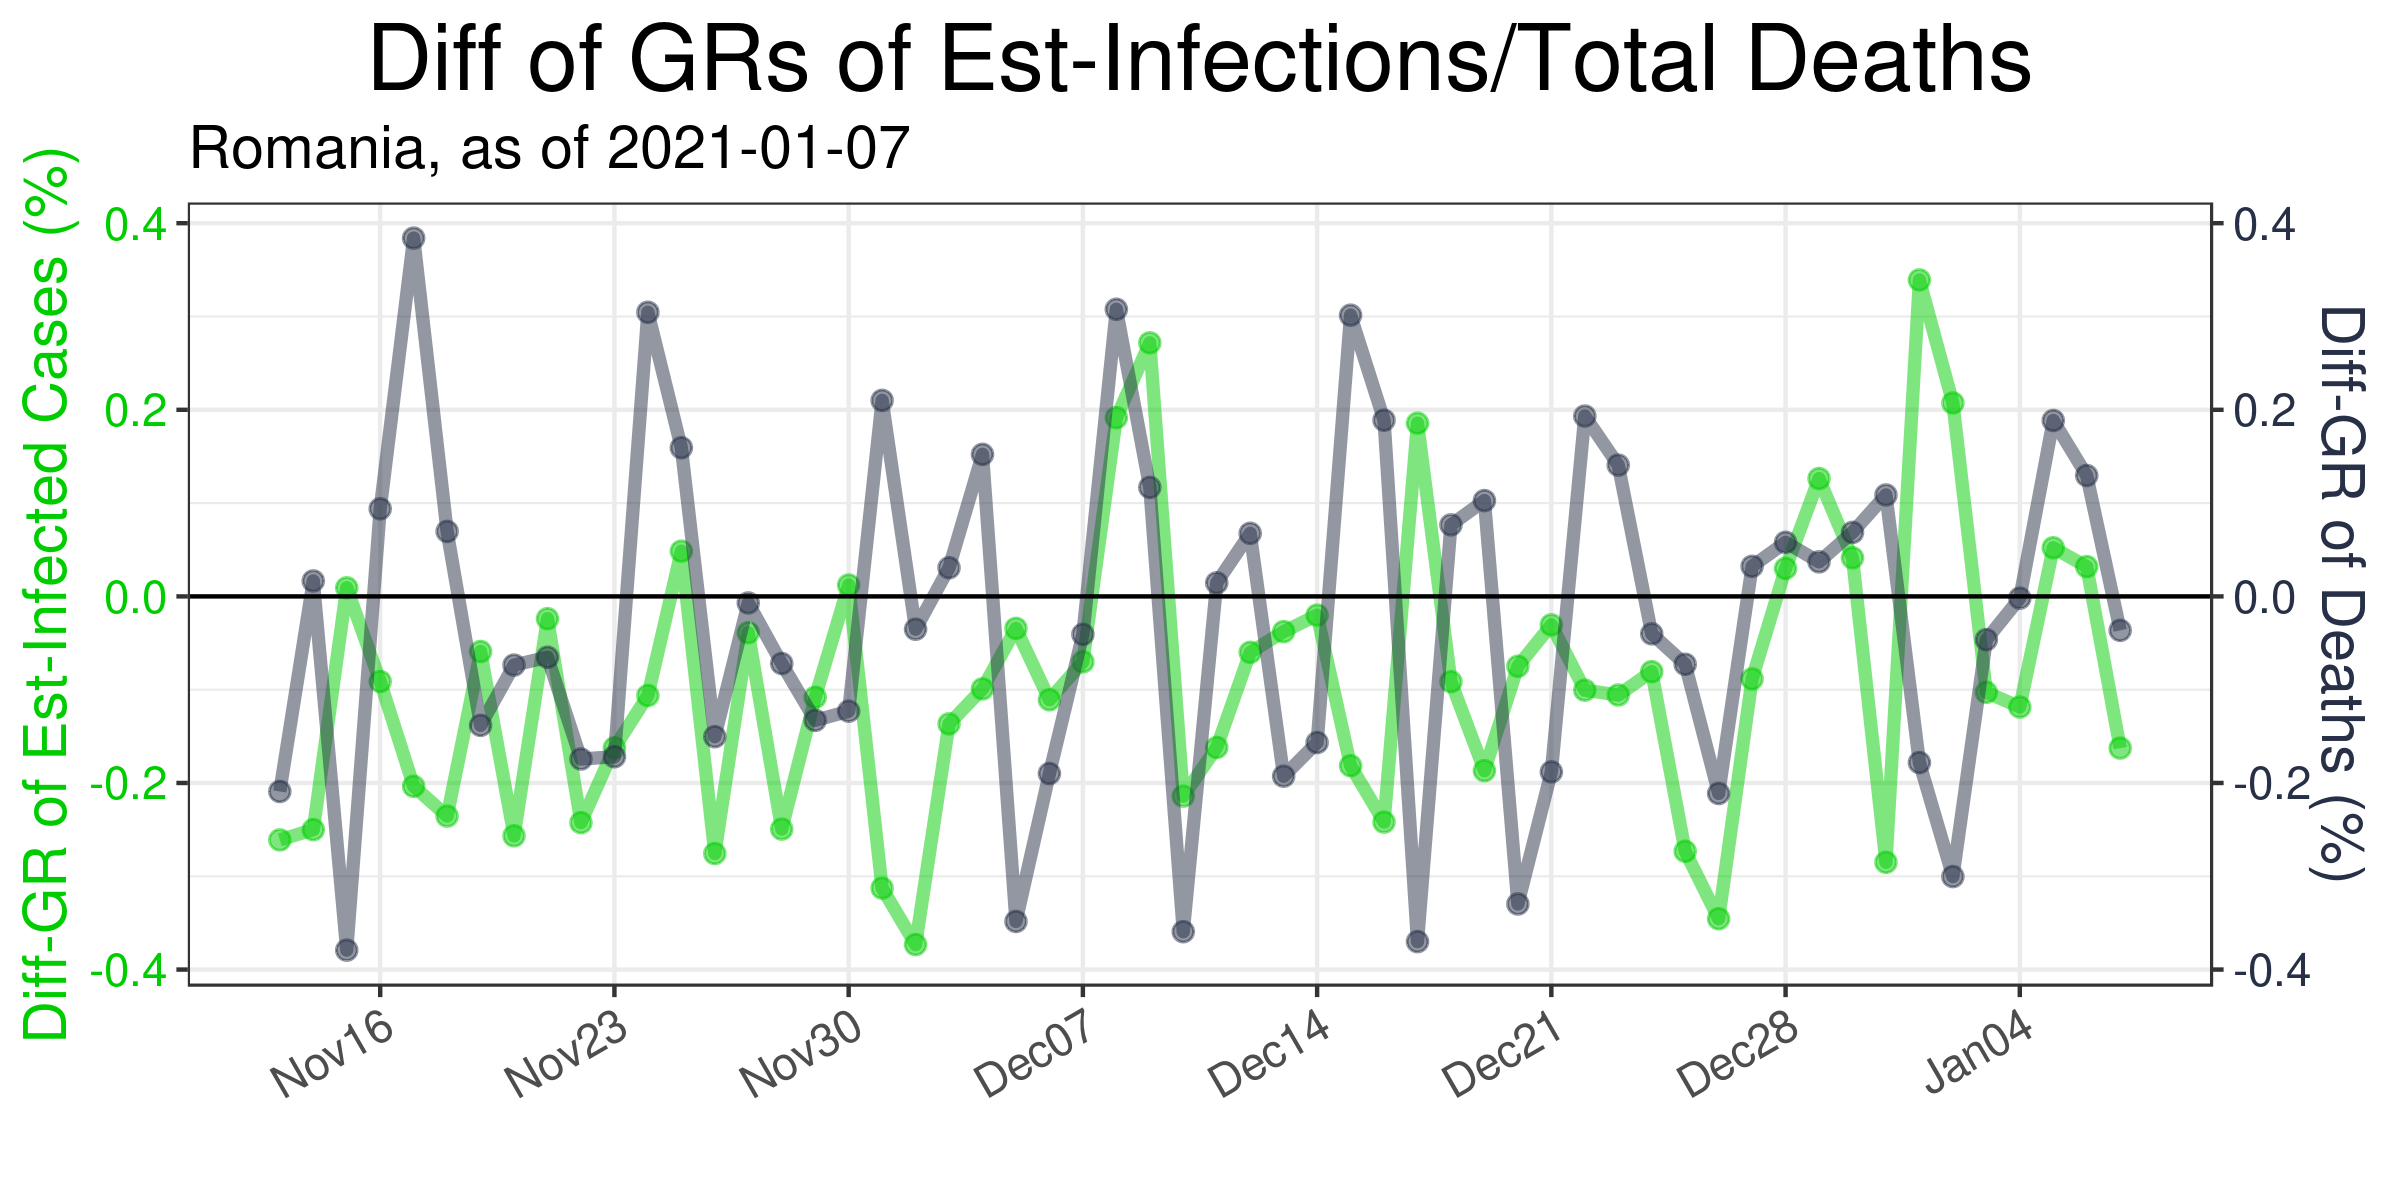 Diff of GRs of Est-Infections/Total Deaths
Romania, as of 2021-01-07
Diff-GR of Est-Infected Cases (%)
0.4
0.2
0.0
-0.2
-0.4
0.4
0.2
0.0
-0.2
-0.4
Diff-GR of Deaths (%)
Nov16
Nov23
Nov30
Dec07
Dec14
Dec21
Dec28
Jan04